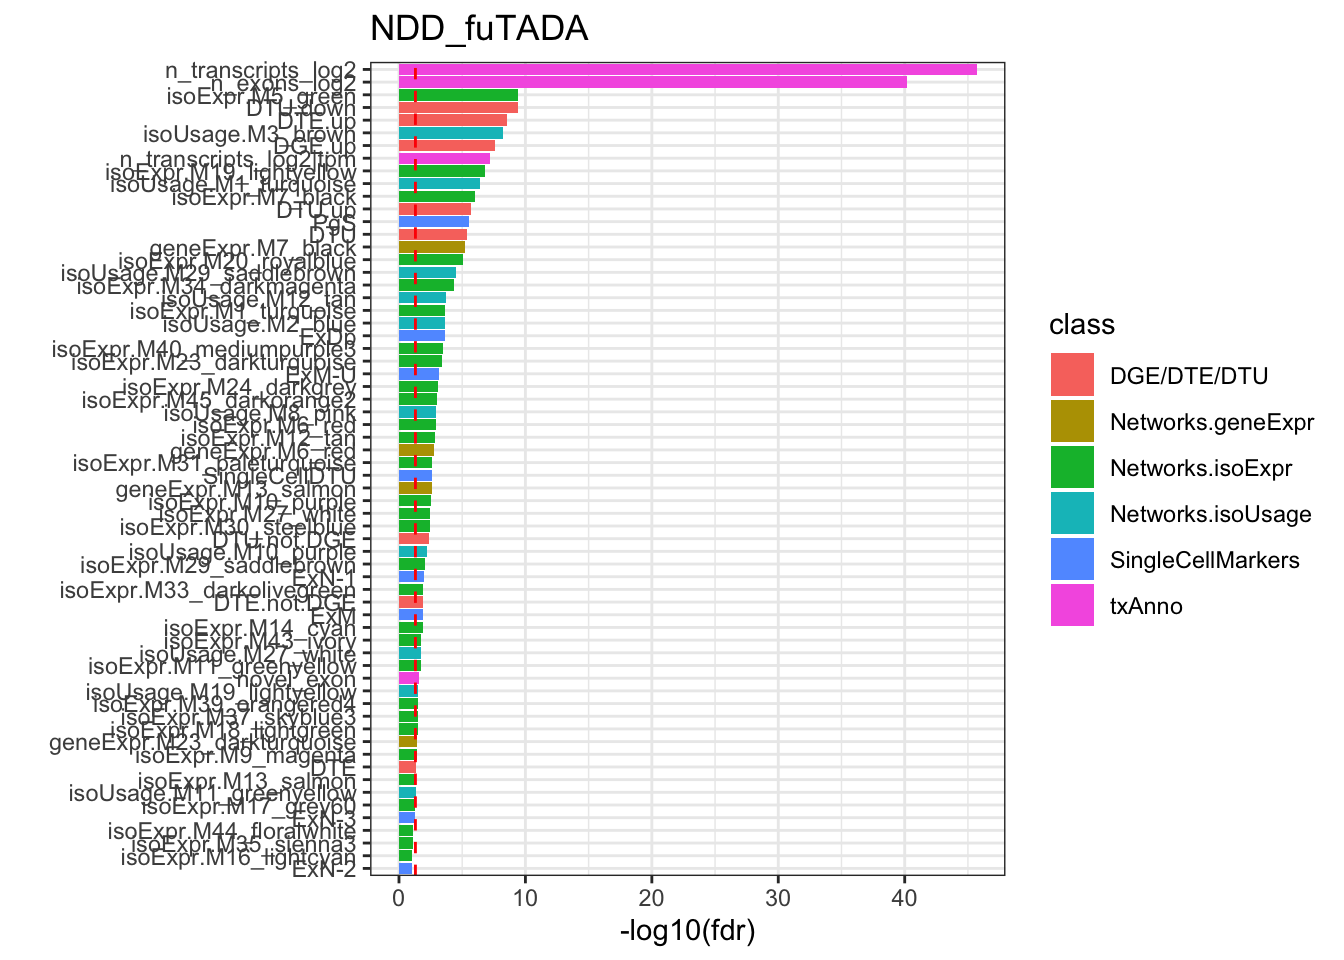 NDD_fuTADA
n_transcripts_log2
n_exons_log2
isoExpr.M5_green
DTU.down
DTE.up
isoUsage.M3_brown
DGE.up
n_transcripts_log2tpm
isoExpr.M19_lightyellow
isoUsage.M1_turquoise
isoExpr.M7_black
DTU.up
PgS
DTU
geneExpr.M7_black
isoExpr.M20_royalblue
isoUsage.M29_saddlebrown
isoExpr.M34_darkmagenta
isoUsage.M12_tan
isoExpr.M1_turquoise
isoUsage.M2_blue
ExDp
isoExpr.M40_mediumpurple3
isoExpr.M23_darkturquoise
ExM-U
isoExpr.M24_darkgrey
isoExpr.M45_darkorange2
isoUsage.M8_pink
isoExpr.M6_red
isoExpr.M12_tan
geneExpr.M6_red
isoExpr.M31_paleturquoise
SingleCellDTU
geneExpr.M13_salmon
isoExpr.M10_purple
isoExpr.M27_white
isoExpr.M30_steelblue
DTU.not.DGE
isoUsage.M10_purple
isoExpr.M29_saddlebrown
ExN-1
isoExpr.M33_darkolivegreen
DTE.not.DGE
ExM
isoExpr.M14_cyan
isoExpr.M43_ivory
isoUsage.M27_white
isoExpr.M11_greenyellow
novel_exon
isoUsage.M19_lightyellow
isoExpr.M39_orangered4
isoExpr.M37_skyblue3
isoExpr.M18_lightgreen
geneExpr.M23_darkturquoise
isoExpr.M9_magenta
DTE
isoExpr.M13_salmon
isoUsage.M11_greenyellow
isoExpr.M17_grey60
ExN-3
isoExpr.M44_floralwhite
isoExpr.M35_sienna3
isoExpr.M16_lightcyan
ExN-2
0 10 20 30 40
-log10(fdr)
class
DGE/DTE/DTU
Networks.geneExpr
Networks.isoExpr
Networks.isoUsage
SingleCellMarkers
txAnno